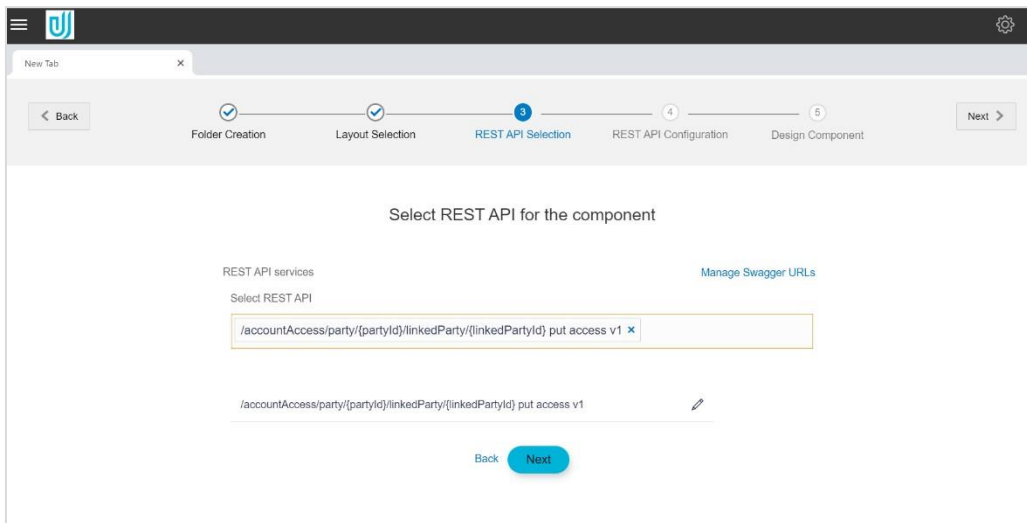 New Tab ×
Back
3
4
5
Next
Folder Creation
Layout Selection
REST API Selection
REST API Configuration
Design Component
Select REST API for the component
REST API services
Manage Swagger URLs
Select REST API
/accountAccess/party/{partyId}/linkedParty/{linkedPartyId} put access v1 ×
/accountAccess/party/{partyId}/linkedParty/{linkedPartyId} put access v1
Back
Next